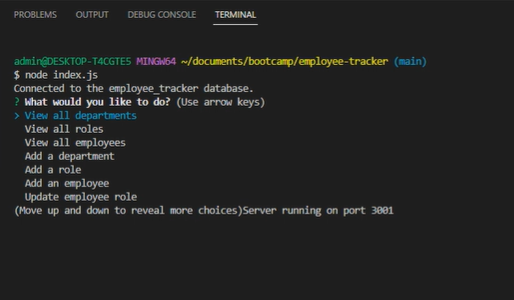 PROBLEMS OUTPUT DEBUG CONSOLE TERMINAL
admin@DESKTOP-T4CGTE5 MINGW64 ~/documents/bootcamp/employee-tracker (main)
$ node index.js
Connected to the employee_tracker database.
? What would you like to do? (Use arrow keys)
> View all departments
View all roles
View all employees
Add a department
Add a role
Add an employee
Update employee role
(Move up and down to reveal more choices)Server running on port 3001